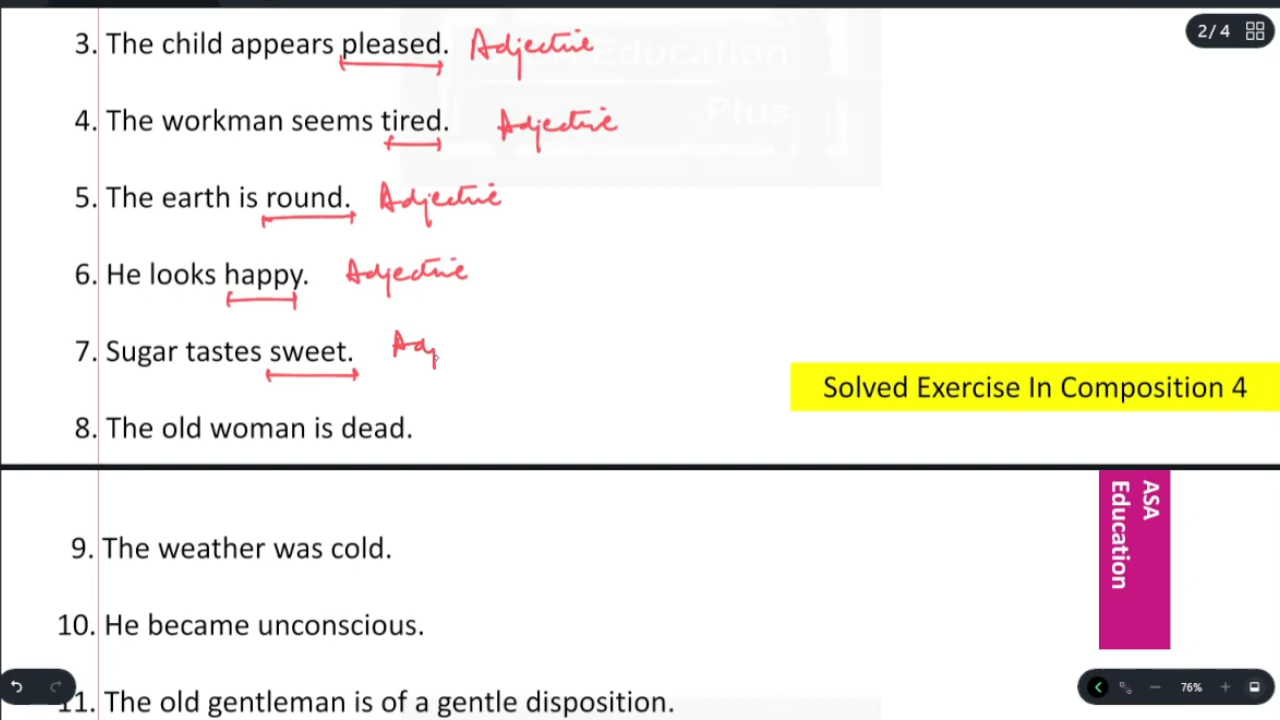 2/4
3. The child appears pleased. Adjective
4. The workman seems tired. Adjective
5. The earth is round. Adjective
6. He looks happy. Adjective
7. Sugar tastes sweet. Adj
Solved Exercise In Composition 4
8. The old woman is dead.
ASA
Education
9. The weather was cold.
10. He became unconscious.
11. The old gentleman is of a gentle disposition.
76%